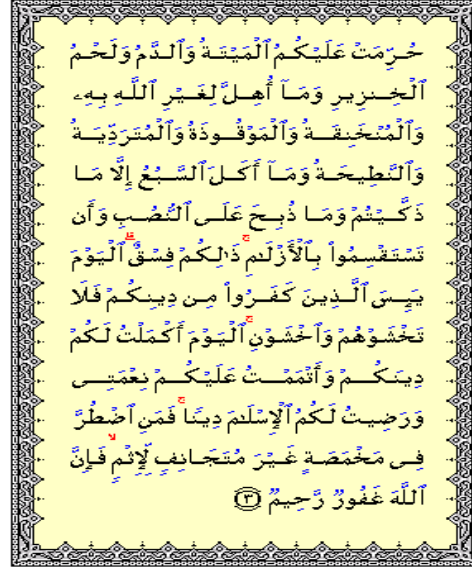 حُرِّمَتْ عَلَيْكُمُ ٱلْمَيْتَةُ وَٱلدَّمُ وَلَحْمُ
ٱلْخِنزِيرِ وَمَآ أُهِلَّ لِغَيْرِ ٱللَّهِ بِهِۦ
وَٱلْمُنْخَنِقَةُ وَٱلْمَوْقُوذَةُ وَٱلْمُتَرَدِّيَةُ
وَٱلنَّطِيحَةُ وَمَآ أَكَلَ ٱلسَّبُعُ إِلَّا مَا
ذَكَّيْتُمْ وَمَا ذُبِحَ عَلَى ٱلنُّصُبِ وَأَن
تَسْتَقْسِمُوا۟ بِٱلْأَزْلَٰمِ ۚ ذَٰلِكُمْ فِسْقٌ ۗ ٱلْيَوْمَ
يَئِسَ ٱلَّذِينَ كَفَرُوا۟ مِن دِينِكُمْ فَلَا
تَخْشَوْهُمْ وَٱخْشَوْنِ ۚ ٱلْيَوْمَ أَكْمَلْتُ لَكُمْ
دِينَكُمْ وَأَتْمَمْتُ عَلَيْكُمْ نِعْمَتِى
وَرَضِيتُ لَكُمُ ٱلْإِسْلَٰمَ دِينًا ۚ فَمَنِ ٱضْطُرَّ
فِى مَخْمَصَةٍ غَيْرَ مُتَجَانِفٍ لِّإِثْمٍ ۙ فَإِنَّ
ٱللَّهَ غَفُورٌ رَّحِيمٌ ﴿٣﴾